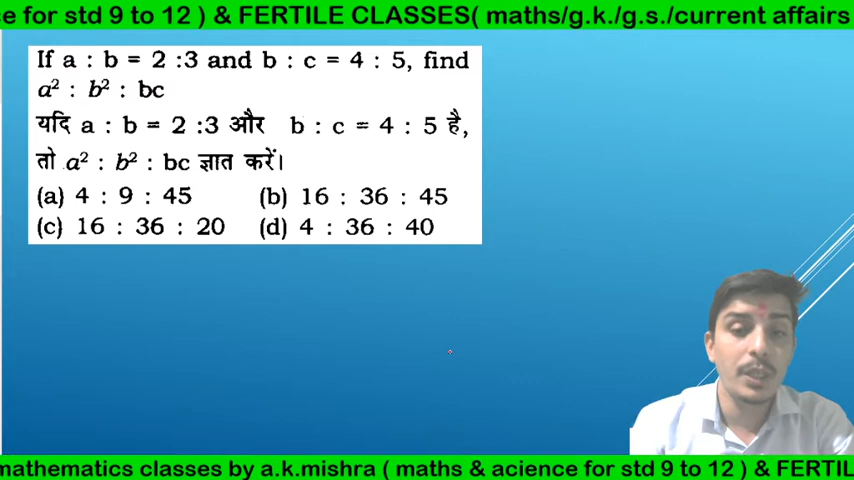 ce for std 9 to 12 ) & FERTILE CLASSES( maths/g.k./g.s./current affairs
If a : b = 2 :3 and b : c = 4 : 5, find
a² : b² : bc
यदि a : b = 2 :3 और b : c = 4 : 5 है,
तो a² : b² : bc ज्ञात करें।
(a) 4 : 9 : 45 (b) 16 : 36 : 45
(c) 16 : 36 : 20 (d) 4 : 36 : 40
mathematics classes by a.k.mishra ( maths & acience for std 9 to 12 ) & FERTIL